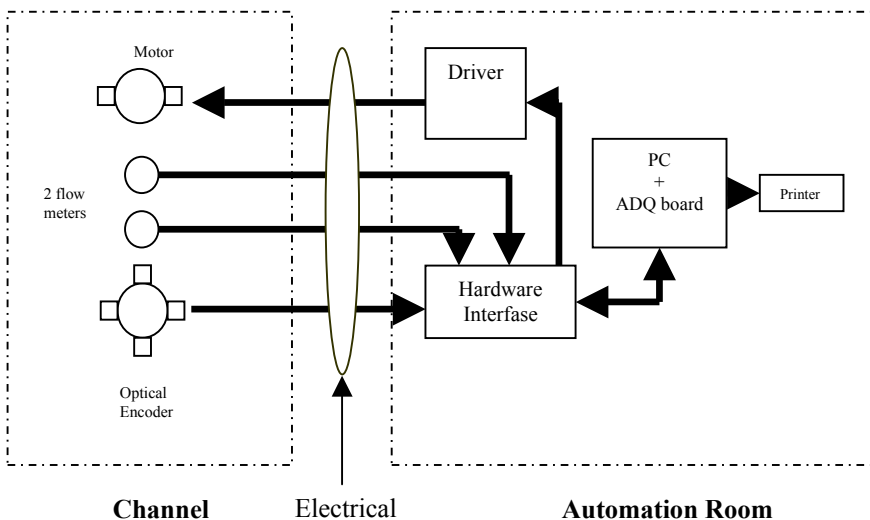 Motor
Driver
PC
+
ADQ board
Printer
2 flow
meters
Hardware
Interfase
Optical
Encoder
Channel
Electrical
Automation Room